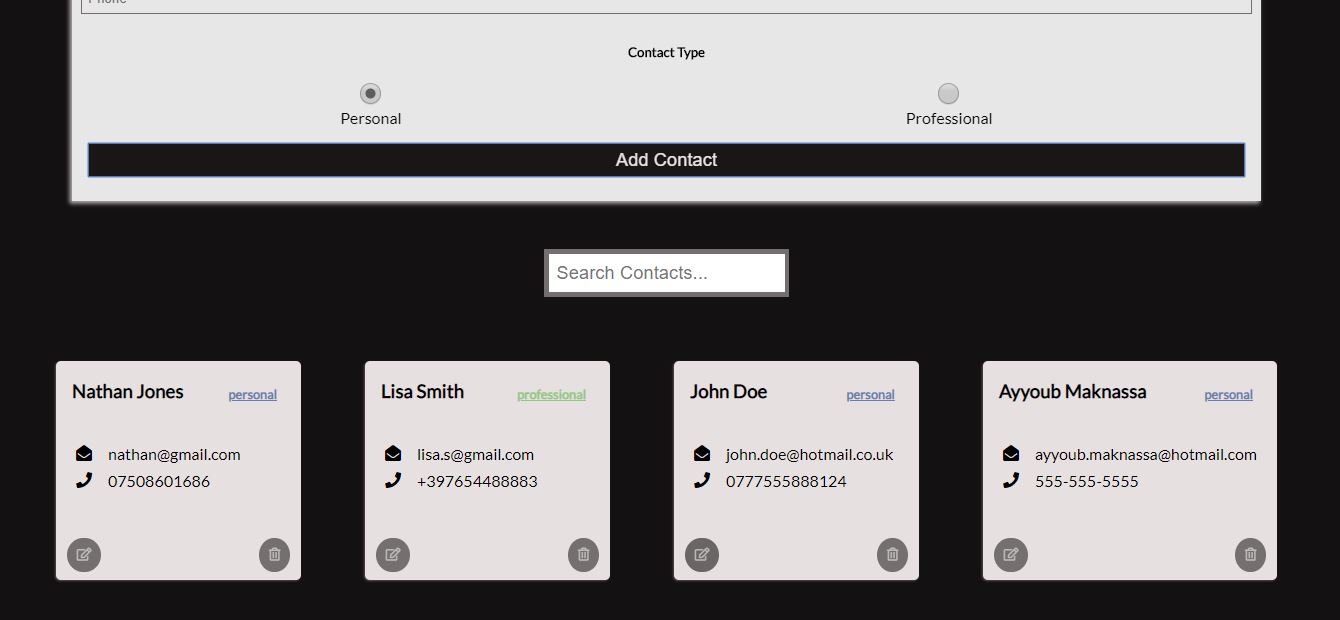 Phone
Contact Type
Personal
Professional
Add Contact
Search Contacts...
Nathan Jones
personal
nathan@gmail.com
07508601686
Lisa Smith
professional
lisa.s@gmail.com
+397654488883
John Doe
personal
john.doe@hotmail.co.uk
0777555888124
Ayyoub Maknassa
personal
ayyoub.maknassa@hotmail.com
555-555-5555